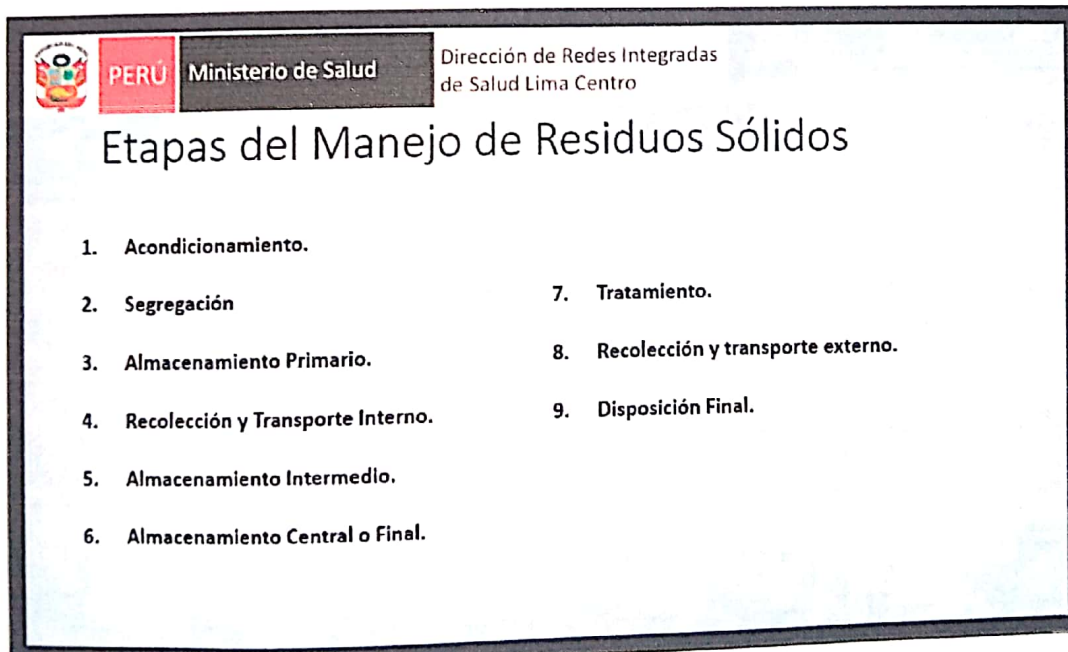 PERÚ
Ministerio de Salud
Dirección de Redes Integradas
de Salud Lima Centro
Etapas del Manejo de Residuos Sólidos
1. Acondicionamiento.
2. Segregación
3. Almacenamiento Primario.
4. Recolección y Transporte Interno.
5. Almacenamiento Intermedio.
6. Almacenamiento Central o Final.
7. Tratamiento.
8. Recolección y transporte externo.
9. Disposición Final.